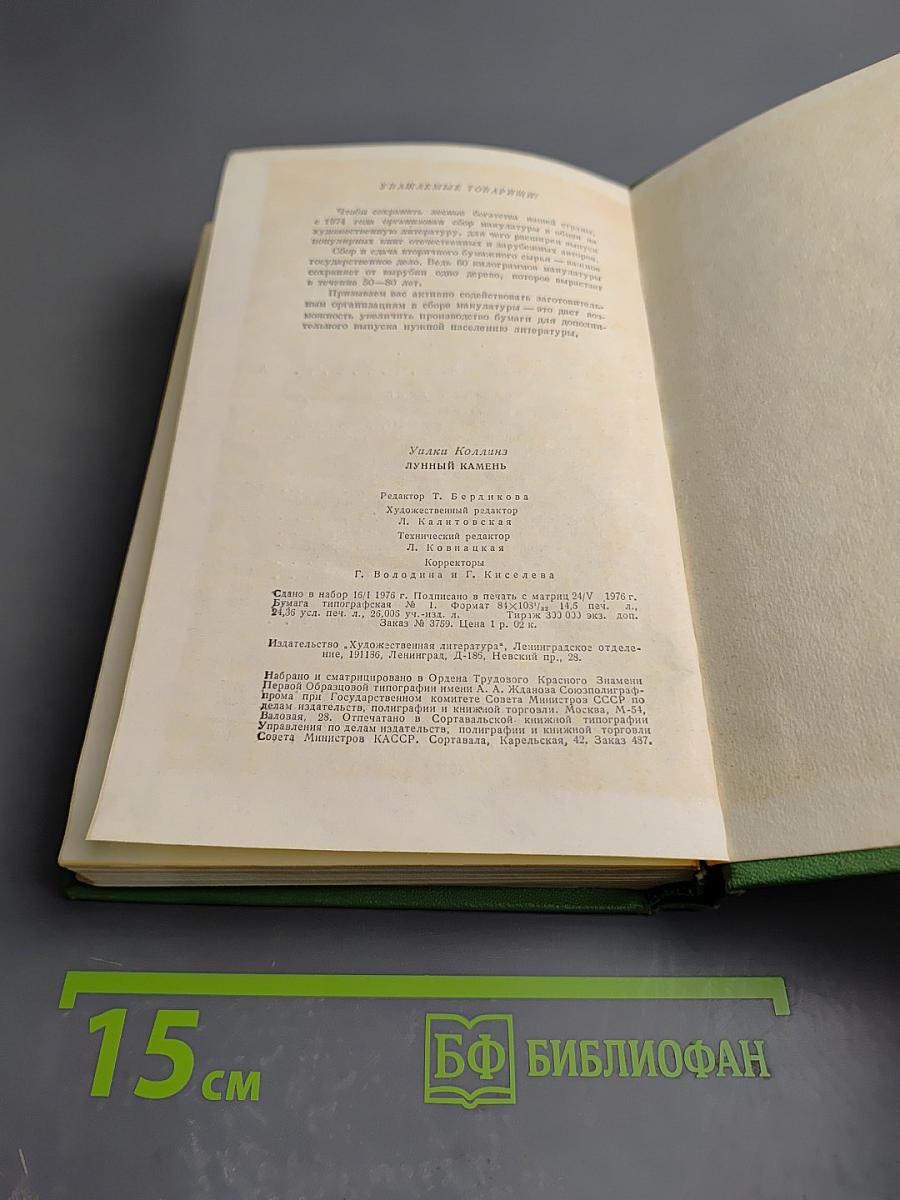 УВАЖАЕМЫЕ ТОВАРИЩИ!
Чтобы сохранить лесные богатства нашей страны,
с 1974 года организован сбор макулатуры в обмен на
художественную литературу, для чего расширен выпуск
популярных книг отечественных и зарубежных авторов.
Сбор и сдача вторичного бумажного сырья — важное
государственное дело. Ведь 60 килограммов макулатуры
сохраняет от вырубки одно дерево, которое вырастает
в течение 50—80 лет.
Призываем вас активно содействовать заготовитель-
ным организациям в сборе макулатуры — это дает воз-
можность увеличить производство бумаги для дополни-
тельного выпуска нужной населению литературы.
Уилки Коллинз
ЛУННЫЙ КАМЕНЬ
Редактор Т. Бердикова
Художественный редактор
Л. Калитовская
Технический редактор
Л. Ковнацкая
Корректоры
Г. Володина и Г. Киселева
Сдано в набор 16/I 1976 г. Подписано в печать с матриц 24/V 1976 г.
Бумага типографская № 1. Формат 84×103¹/₃₂ 14,5 печ. л.,
24,36 усл. печ. л., 26,005 уч.-изд. л. Тираж 300 000 экз. доп.
Заказ № 3759. Цена 1 р. 02 к.
Издательство „Художественная литература“, Ленинградское отделе-
ние, 191186, Ленинград, Д-186, Невский пр., 28.
Набрано и сматрицировано в Ордена Трудового Красного Знамени
Первой Образцовой типографии имени А. А. Жданова Союзполиграф-
прома при Государственном комитете Совета Министров СССР по
делам издательств, полиграфии и книжной торговли. Москва, М-54,
Валовая, 28. Отпечатано в Сортавальской книжной типографии
Управления по делам издательств, полиграфии и книжной торговли
Совета Министров КАССР. Сортавала, Карельская, 42. Заказ 487.
15 см
БФ БИБЛИОФАН